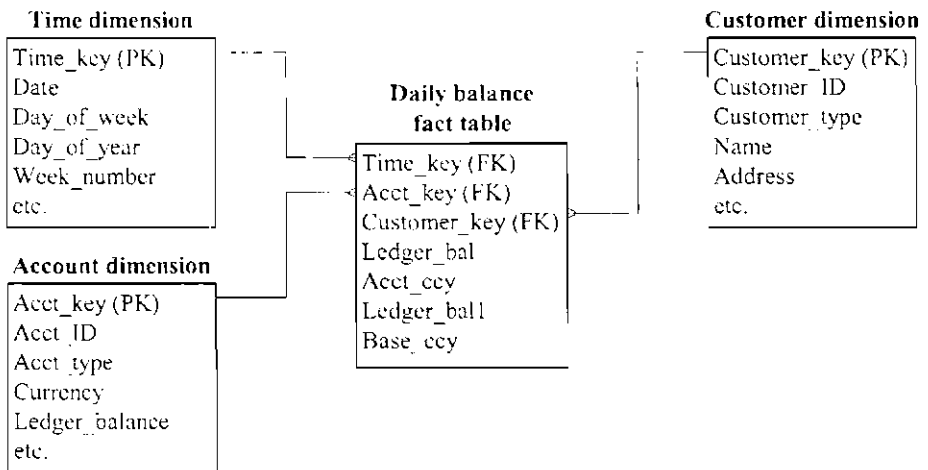 Time dimension
Time_key (PK)
Date
Day_of_week
Day_of_year
Week_number
etc.
Account dimension
Acct_key (PK)
Acct_ID
Acct_type
Currency
Ledger_balance
etc.
Daily balance
fact table
Time_key (FK)
Acct_key (FK)
Customer_key (FK)
Ledger_bal
Acct_ccy
Ledger_bal1
Base_ccy
Customer dimension
Customer_key (PK)
Customer_ID
Customer_type
Name
Address
etc.